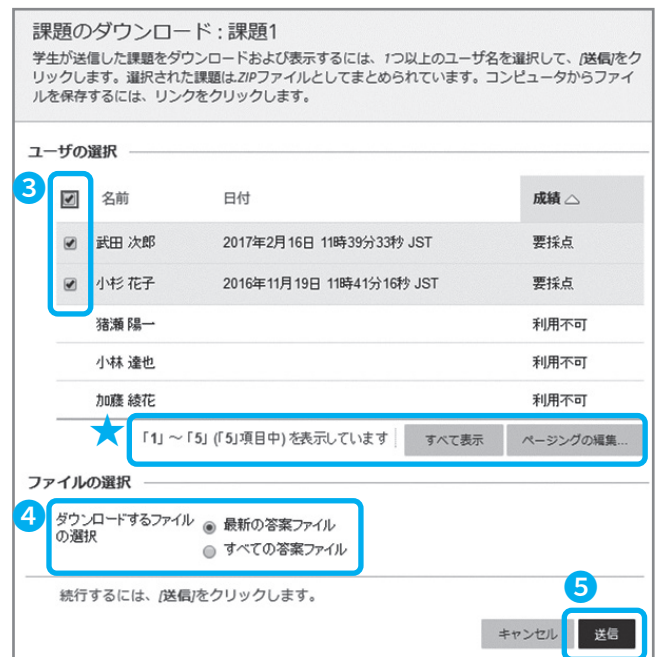 課題のダウンロード : 課題1
学生が送信した課題をダウンロードおよび表示するには、1つ以上のユーザ名を選択して、[送信]をク
リックします。選択された課題はZIPファイルとしてまとめられています。コンピュータからファイ
ルを保存するには、リンクをクリックします。
ユーザの選択
3
名前 日付 成績 △
武田 次郎 2017年2月16日 11時39分33秒 JST 要採点
小杉 花子 2016年11月19日 11時41分16秒 JST 要採点
猪瀬 陽一 利用不可
小林 達也 利用不可
加藤 綾花 利用不可
★ 「1」 ～ 「5」 (「5」項目中) を表示しています すべて表示 ページングの編集...
ファイルの選択
4
ダウンロードするファイル 最新の答案ファイル
の選択
すべての答案ファイル
続行するには、[送信]をクリックします。
5
キャンセル 送信